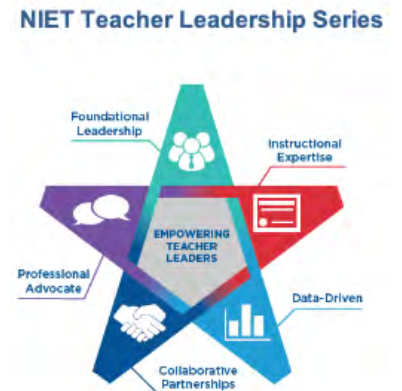 NIET Teacher Leadership Series
Foundational
Leadership
Instructional
Expertise
EMPOWERING
TEACHER
LEADERS
Professional
Advocate
Data-Driven
Collaborative
Partnerships